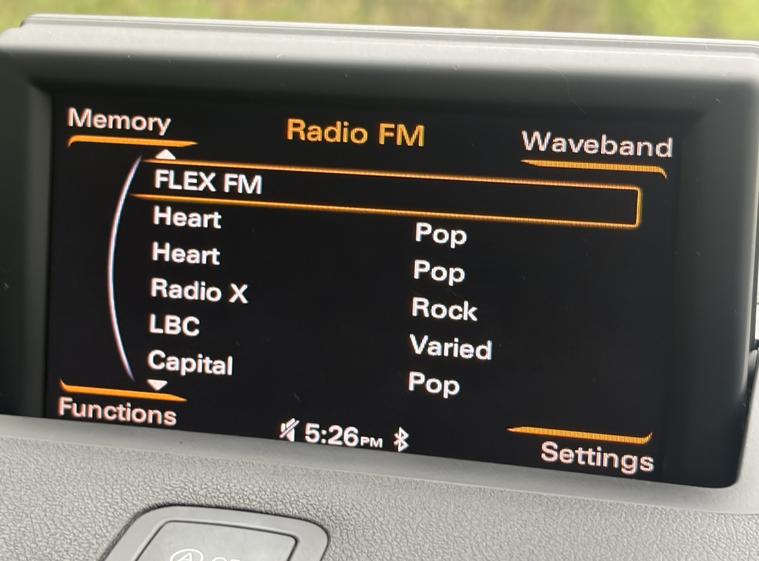 Memory Radio FM Waveband
FLEX FM
Heart Pop
Heart Pop
Radio X Rock
LBC Varied
Capital Pop
Functions 5:26PM Settings